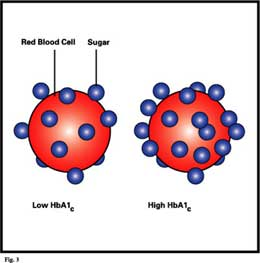 Red Blood Cell Sugar
Low HbA1c High HbA1c
Fig. 3